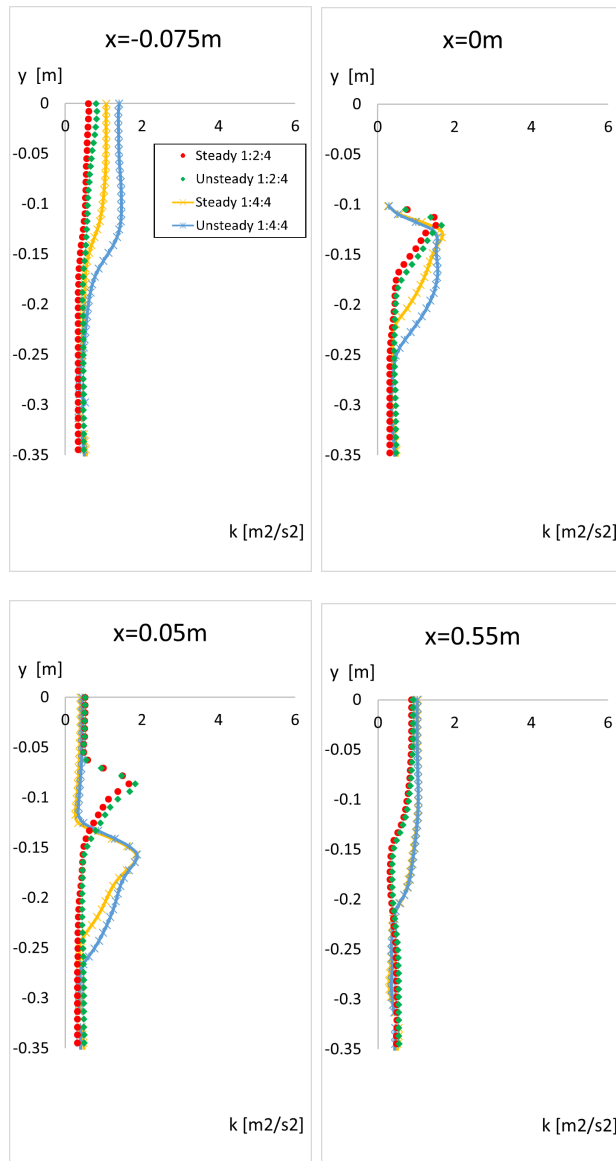 x=-0.075m
y [m]
0 2 4 6
0
-0.05
-0.1
-0.15
-0.2
-0.25
-0.3
-0.35
Steady 1:2:4
Unsteady 1:2:4
Steady 1:4:4
Unsteady 1:4:4
k [m2/s2]
x=0m
y [m]
0 2 4 6
0
-0.05
-0.1
-0.15
-0.2
-0.25
-0.3
-0.35
k [m2/s2]
x=0.05m
y [m]
0 2 4 6
0
-0.05
-0.1
-0.15
-0.2
-0.25
-0.3
-0.35
k [m2/s2]
x=0.55m
y [m]
0 2 4 6
0
-0.05
-0.1
-0.15
-0.2
-0.25
-0.3
-0.35
k [m2/s2]